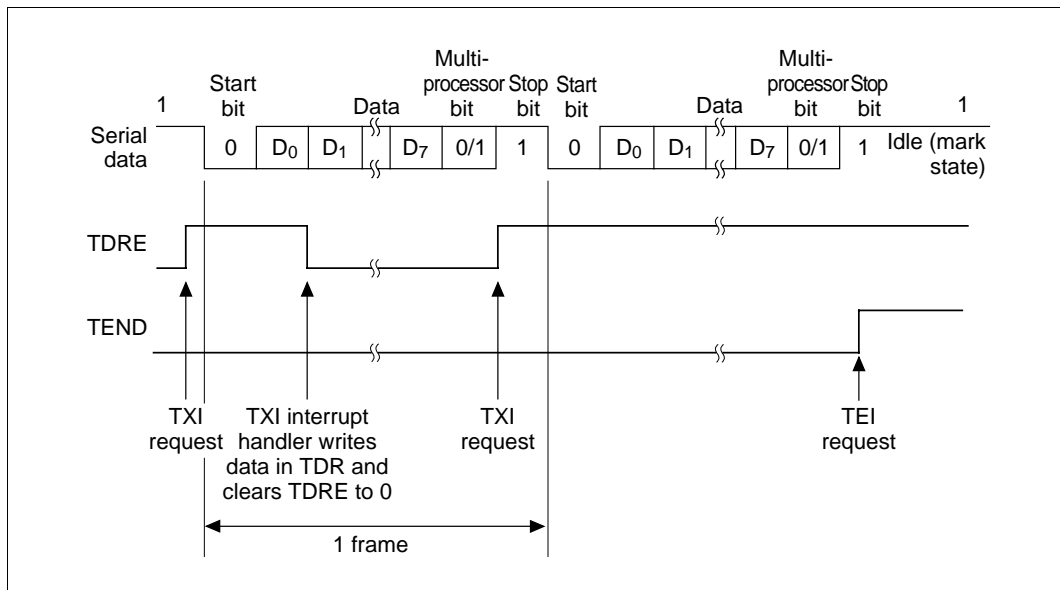 Multi-
processor
bit
Multi-
processor
bit
Start
bit
Stop
bit
Start
bit
Stop
bit
1
Data
Data
1
Serial
data
0 D0 D1 D7 0/1 1 0 D0 D1 D7 0/1 1
Idle (mark
state)
TDRE
TEND
TXI
request
TXI interrupt
handler writes
data in TDR and
clears TDRE to 0
TXI
request
TEI
request
1 frame